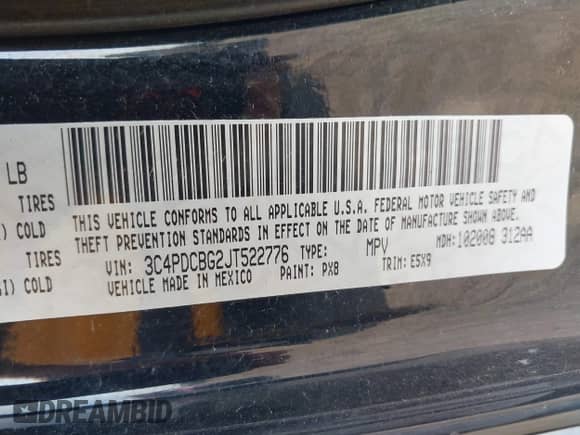 LB
TIRES
) COLD
TIRES
SI) COLD
THIS VEHICLE CONFORMS TO ALL APPLICABLE U.S.A. FEDERAL MOTOR VEHICLE SAFETY AND
THEFT PREVENTION STANDARDS IN EFFECT ON THE DATE OF MANUFACTURE SHOWN ABOVE.
VIN: 3C4PDCBG2JT522776 TYPE: MPV MDH:102008 312AA
VEHICLE MADE IN MEXICO PAINT: PX8 TRIM: E5X9
DREAMBID